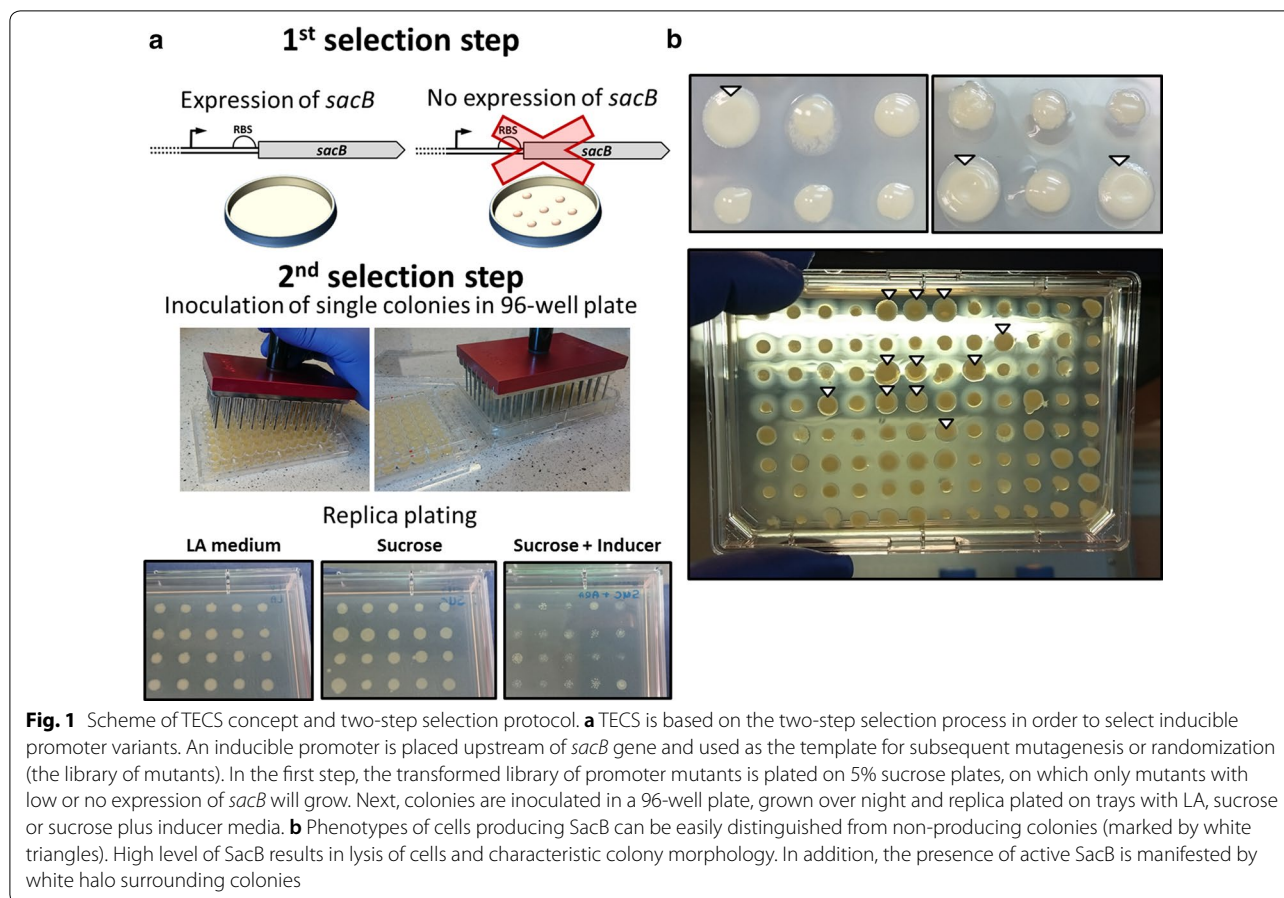 a
1st selection step
Expression of sacB
No expression of sacB
RBS
sacB
RBS
sacB
2nd selection step
Inoculation of single colonies in 96-well plate
Replica plating
LA medium
Sucrose
Sucrose + Inducer
b
Fig. 1 Scheme of TECS concept and two-step selection protocol. a TECS is based on the two-step selection process in order to select inducible
promoter variants. An inducible promoter is placed upstream of sacB gene and used as the template for subsequent mutagenesis or randomization
(the library of mutants). In the first step, the transformed library of promoter mutants is plated on 5% sucrose plates, on which only mutants with
low or no expression of sacB will grow. Next, colonies are inoculated in a 96-well plate, grown over night and replica plated on trays with LA, sucrose
or sucrose plus inducer media. b Phenotypes of cells producing SacB can be easily distinguished from non-producing colonies (marked by white
triangles). High level of SacB results in lysis of cells and characteristic colony morphology. In addition, the presence of active SacB is manifested by
white halo surrounding colonies